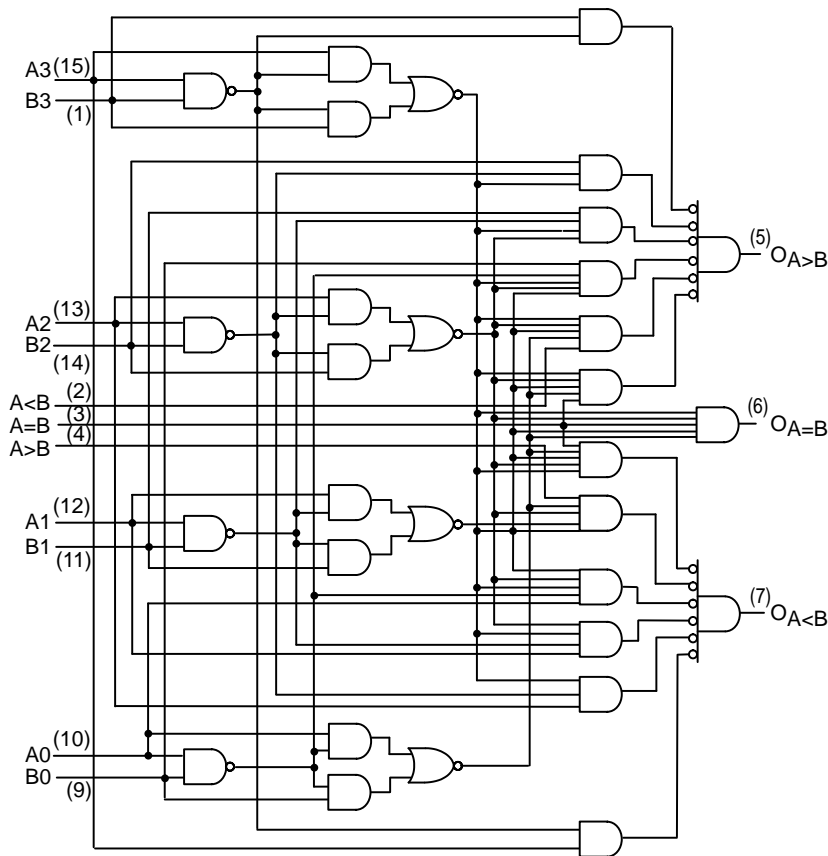 A3 (15)
B3
(1)
(5)
OA>B
A2 (13)
B2
(14)
A<B (2)
A=B (3)
A>B (4)
(6)
OA=B
A1 (12)
B1
(11)
(7)
OA<B
A0 (10)
B0
(9)